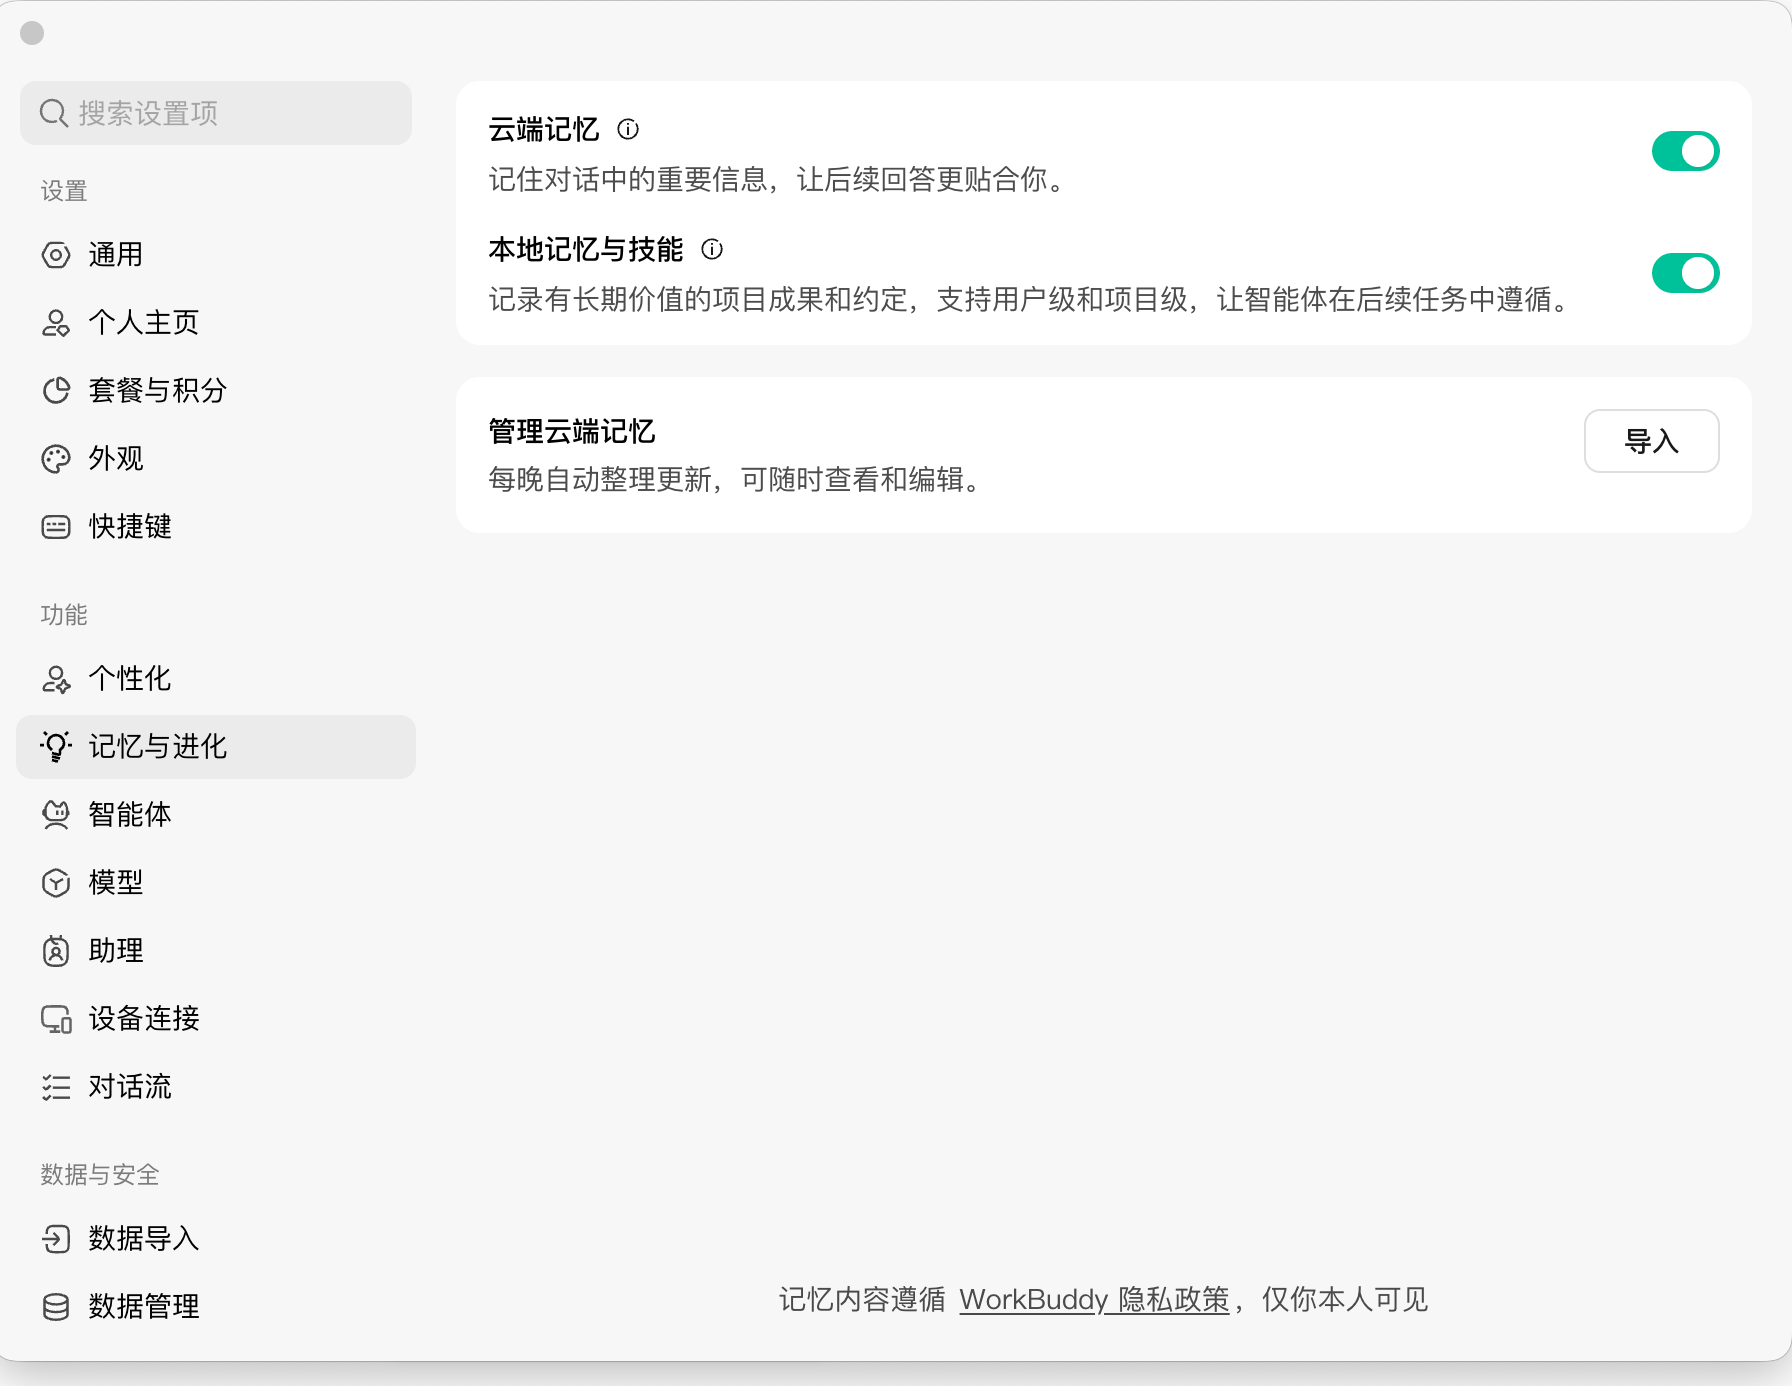 搜索设置项
设置
通用
个人主页
套餐与积分
外观
快捷键
功能
个性化
记忆与进化
智能体
模型
助理
设备连接
对话流
数据与安全
数据导入
数据管理
云端记忆
记住对话中的重要信息，让后续回答更贴合你。
本地记忆与技能
记录有长期价值的项目成果和约定，支持用户级和项目级，让智能体在后续任务中遵循。
管理云端记忆
每晚自动整理更新，可随时查看和编辑。
导入
记忆内容遵循 WorkBuddy 隐私政策，仅你本人可见